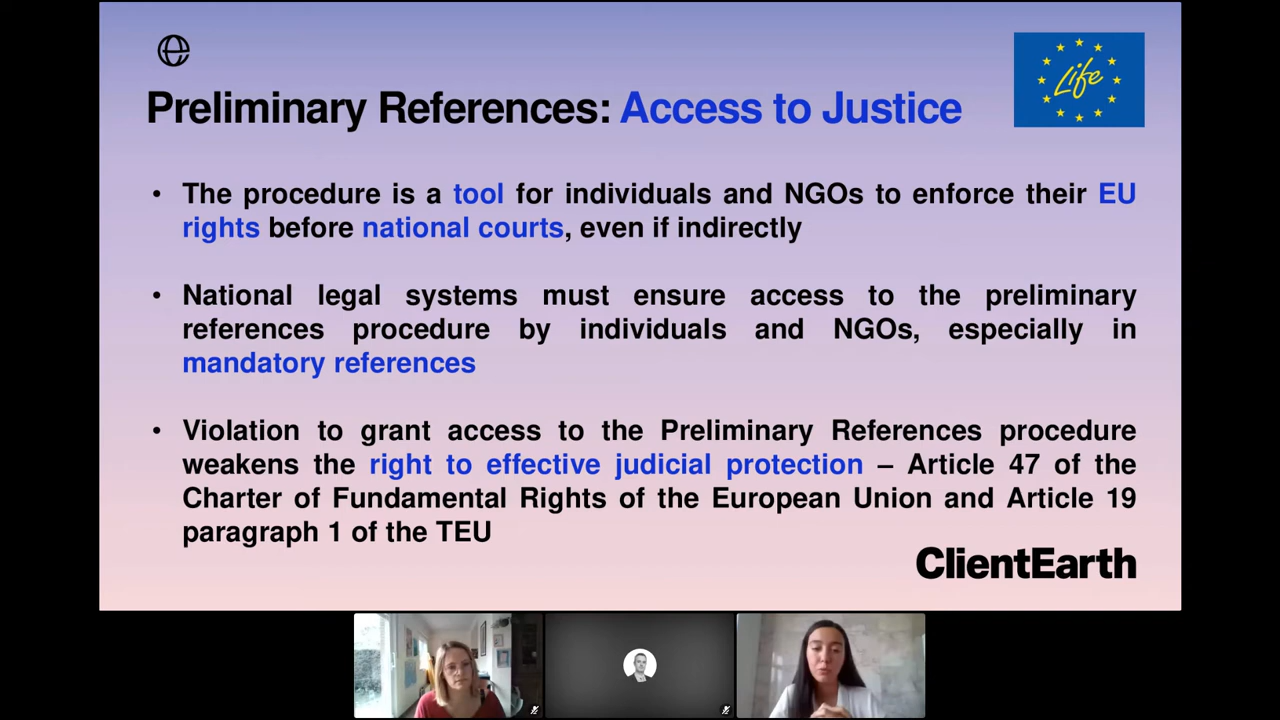 Preliminary References: Access to Justice
Life
• The procedure is a tool for individuals and NGOs to enforce their EU
rights before national courts, even if indirectly
• National legal systems must ensure access to the preliminary
references procedure by individuals and NGOs, especially in
mandatory references
• Violation to grant access to the Preliminary References procedure
weakens the right to effective judicial protection – Article 47 of the
Charter of Fundamental Rights of the European Union and Article 19
paragraph 1 of the TEU
ClientEarth